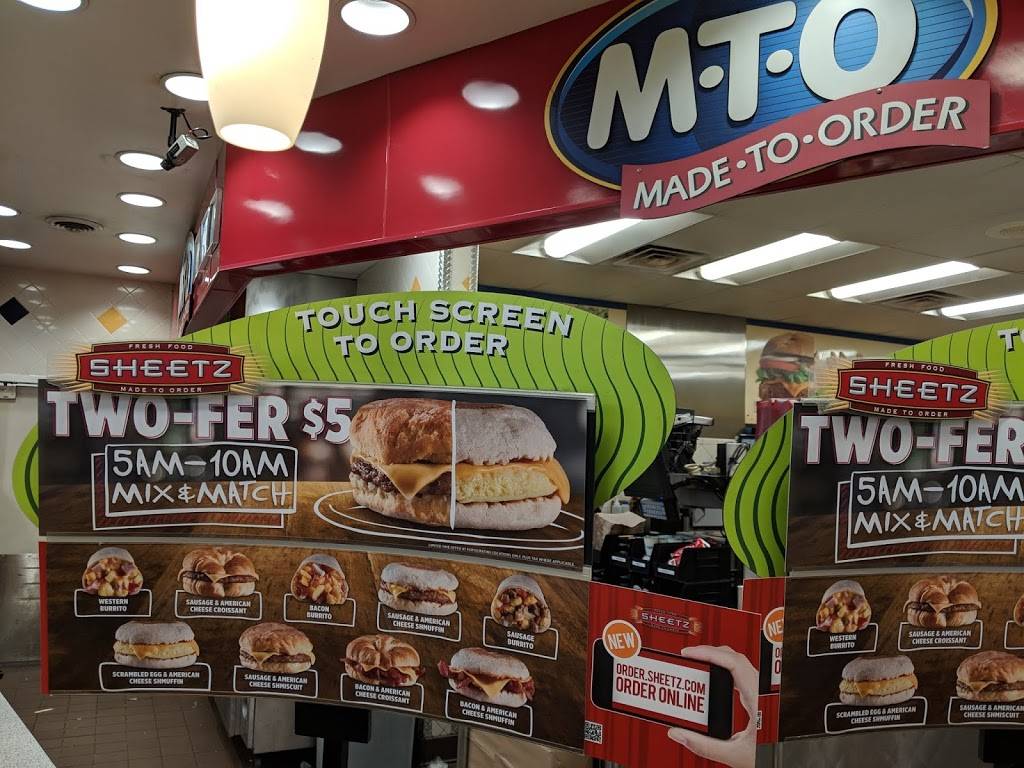 M·T·O
MADE·TO·ORDER
TOUCH SCREEN
TO ORDER
FRESH FOOD
SHEETZ
MADE TO ORDER
TWO-FER $5
5AM-10AM
MIX & MATCH
WESTERN
BURRITO
SAUSAGE & AMERICAN
CHEESE CROISSANT
BACON
BURRITO
SAUSAGE & AMERICAN
CHEESE SHMUFFIN
SAUSAGE
BURRITO
SCRAMBLED EGG & AMERICAN
CHEESE SHMUFFIN
SAUSAGE & AMERICAN
CHEESE SHMISCUIT
BACON & AMERICAN
CHEESE CROISSANT
BACON & AMERICAN
CHEESE SHMUFFIN
SHEETZ
NEW
ORDER.SHEETZ.COM
ORDER ONLINE
NE
FRESH FOOD
SHEETZ
MADE TO ORDER
TWO-FER
5AM-10AM
MIX & MATCH
WESTERN
BURRITO
SAUSAGE & AMERICAN
CHEESE CROISSANT
SCRAMBLED EGG & AMERICAN
CHEESE SHMUFFIN
SAUSAGE & AMERICAN
CHEESE SHMISCUIT